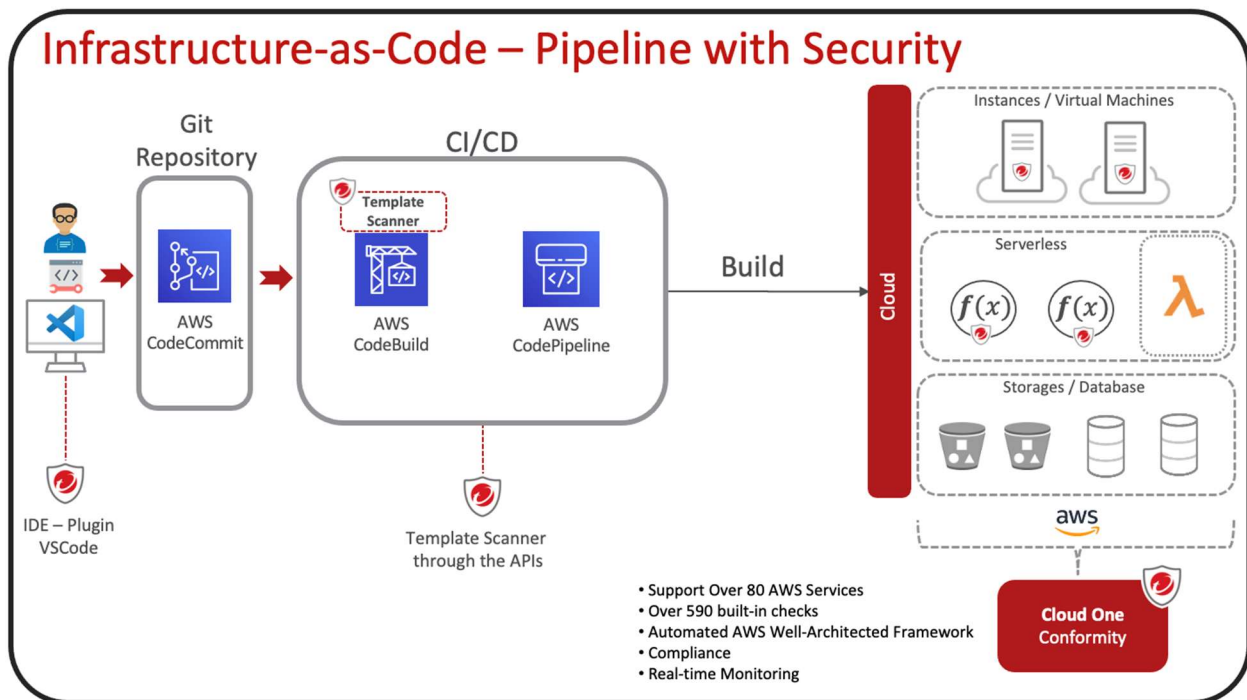 Infrastructure-as-Code – Pipeline with Security
Git
Repository
</>
</>
AWS
CodeCommit
CI/CD
Template
Scanner
</>
AWS
CodeBuild
</>
AWS
CodePipeline
Build
Cloud
Instances / Virtual Machines
Serverless
f(x)
f(x)
λ
Storages / Database
aws
IDE – Plugin
VSCode
Template Scanner
through the APIs
• Support Over 80 AWS Services
• Over 590 built-in checks
• Automated AWS Well-Architected Framework
• Compliance
• Real-time Monitoring
Cloud One
Conformity